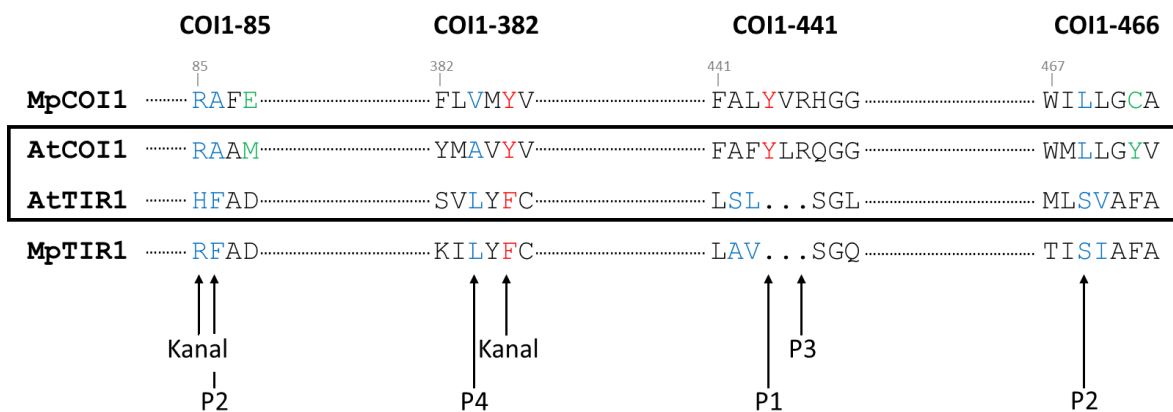 COI1-85 COI1-382 COI1-441 COI1-466
85 382 441 467
MpCOI1 RAFE FLVMYV FALYVRHGG WILLGCA
AtCOI1 RAAM YMAVYV FAFYLRQGG WMLLGYV
AtTIR1 HFAD SVLYFC LSL...SGL MLSVAFA
MpTIR1 RFAD KILYFC LAV...SGQ TISIAFA
Kanal Kanal P3
P2 P4 P1 P2